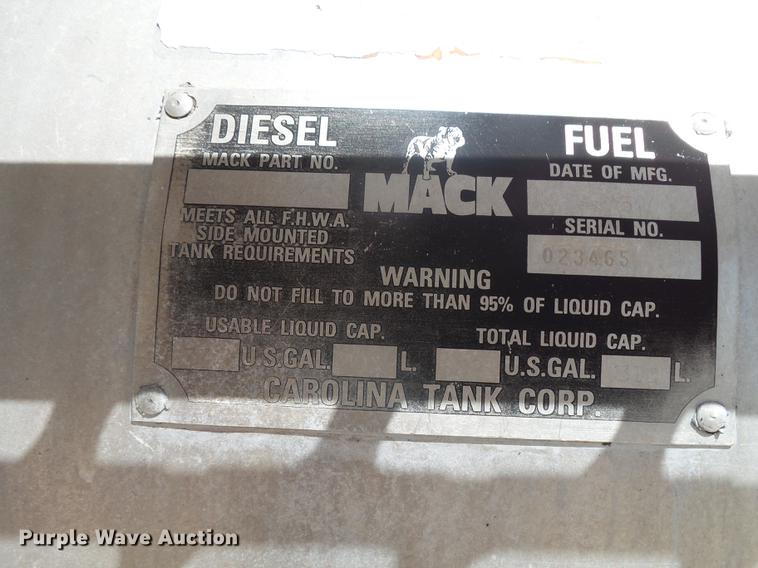 DIESEL FUEL
MACK PART NO.
MACK
DATE OF MFG.
MEETS ALL F.H.W.A.
SIDE MOUNTED
TANK REQUIREMENTS
SERIAL NO.
023465
WARNING
DO NOT FILL TO MORE THAN 95% OF LIQUID CAP.
USABLE LIQUID CAP. TOTAL LIQUID CAP.
U.S.GAL. L. U.S.GAL. L.
CAROLINA TANK CORP.
Purple Wave Auction®